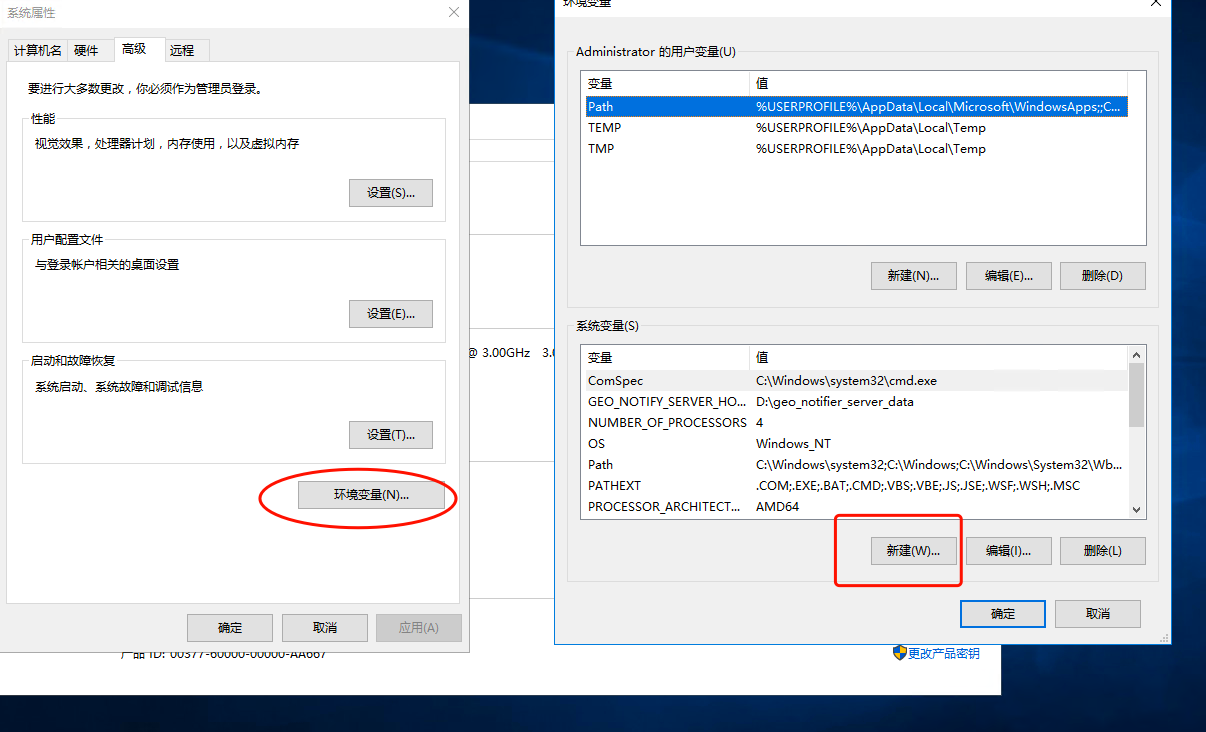 系统属性
计算机名 硬件 高级 远程
要进行大多数更改，你必须作为管理员登录。
性能
视觉效果，处理器计划，内存使用，以及虚拟内存
设置(S)...
用户配置文件
与登录帐户相关的桌面设置
设置(E)...
启动和故障恢复
系统启动、系统故障和调试信息
设置(T)...
环境变量(N)...
确定 取消 应用(A)
@ 3.00GHz 3.0
产品 ID: 00377-60000-00000-AA667
环境变量
Administrator 的用户变量(U)
变量 值
Path %USERPROFILE%\AppData\Local\Microsoft\WindowsApps;;C...
TEMP %USERPROFILE%\AppData\Local\Temp
TMP %USERPROFILE%\AppData\Local\Temp
新建(N)... 编辑(E)... 删除(D)
系统变量(S)
变量 值
ComSpec C:\Windows\system32\cmd.exe
GEO_NOTIFY_SERVER_HO... D:\geo_notifier_server_data
NUMBER_OF_PROCESSORS 4
OS Windows_NT
Path C:\Windows\system32;C:\Windows;C:\Windows\System32\Wb...
PATHEXT .COM;.EXE;.BAT;.CMD;.VBS;.VBE;.JS;.JSE;.WSF;.WSH;.MSC
PROCESSOR_ARCHITECT... AMD64
新建(W)... 编辑(I)... 删除(L)
确定 取消
更改产品密钥